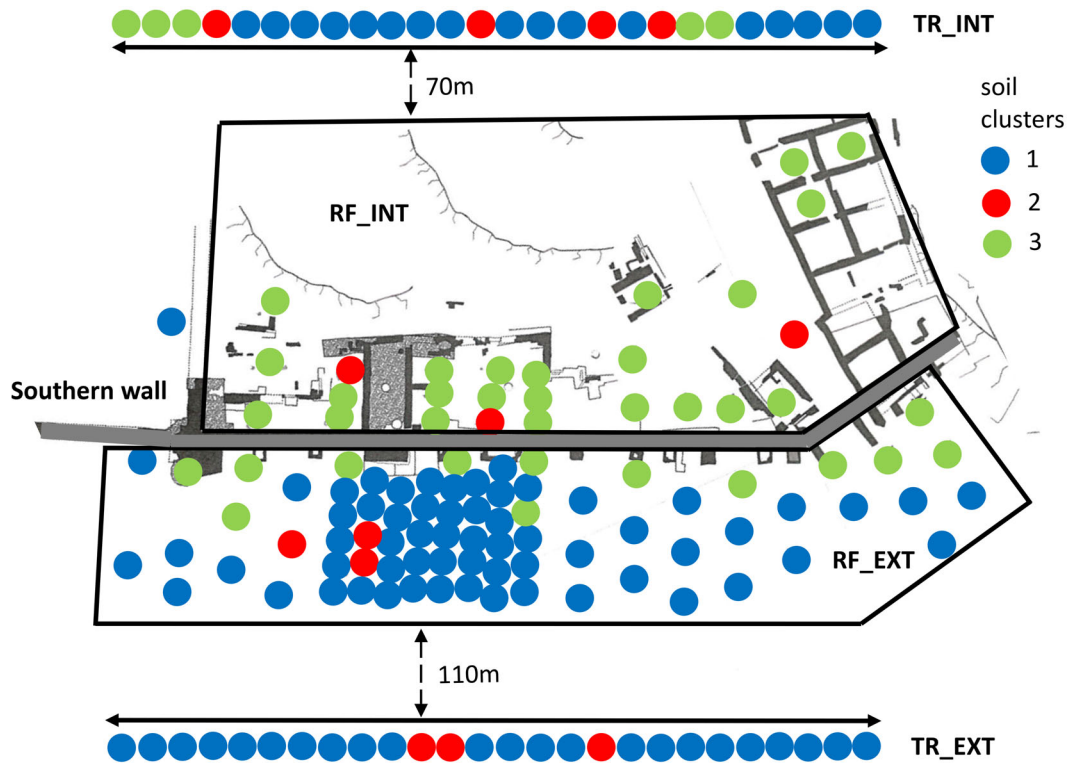 TR_INT
70m
soil
clusters
1
2
3
RF_INT
Southern wall
RF_EXT
110m
TR_EXT